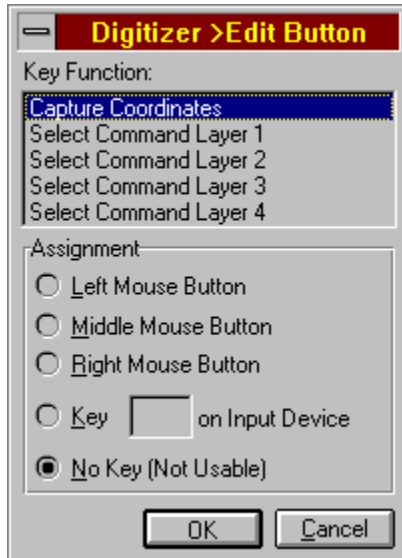 Digitizer >Edit Button
Key Function:
Capture Coordinates
Select Command Layer 1
Select Command Layer 2
Select Command Layer 3
Select Command Layer 4
Assignment
Left Mouse Button
Middle Mouse Button
Right Mouse Button
Key on Input Device
No Key (Not Usable)
OK Cancel